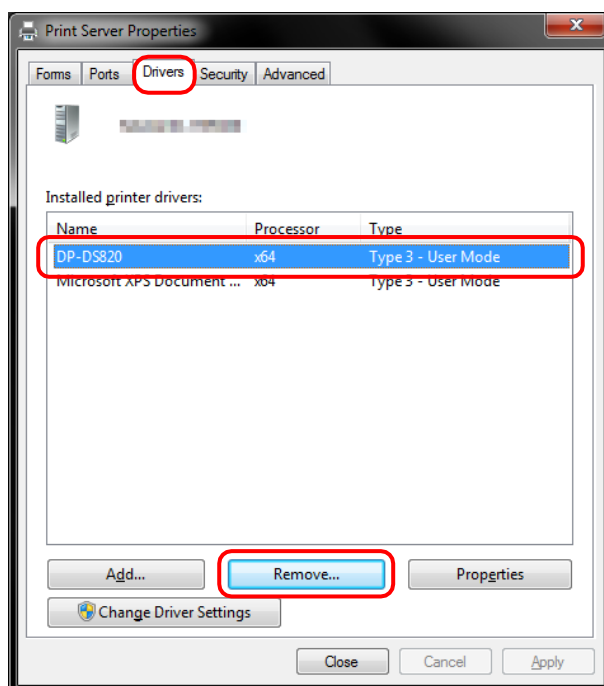 Print Server Properties
Forms Ports Drivers Security Advanced
Installed printer drivers:
Name Processor Type
DP-DS820 x64 Type 3 - User Mode
Microsoft XPS Document ... x64 Type 3 - User Mode
Add... Remove... Properties
Change Driver Settings
Close Cancel Apply